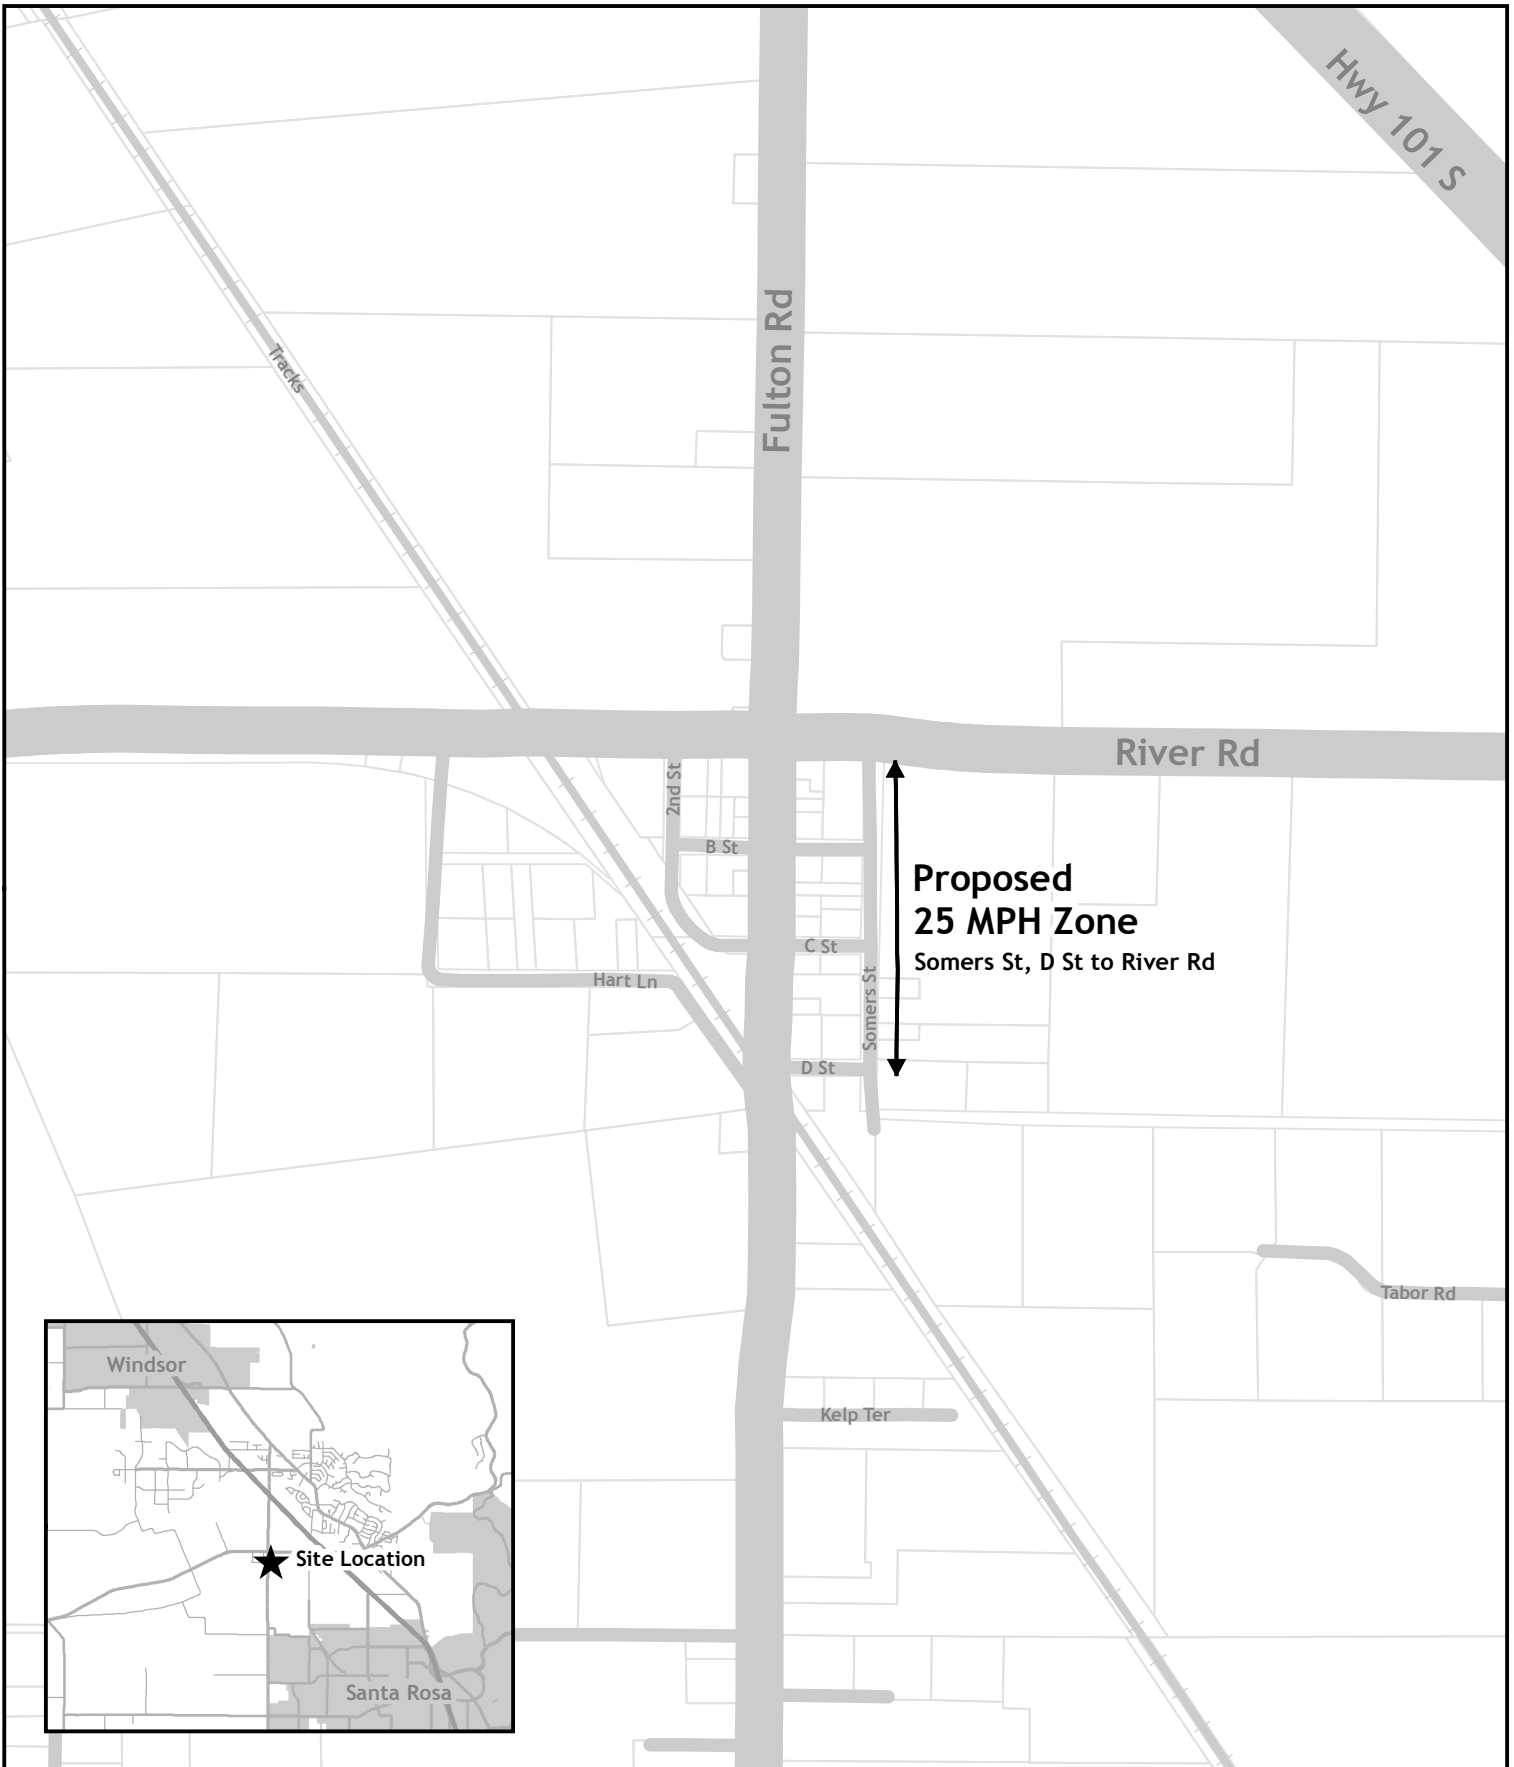 Hwy 101 S
Fulton Rd
Tracks
River Rd
2nd St
B St
Proposed
25 MPH Zone
Somers St, D St to River Rd
C St
Hart Ln
Somers St
D St
Tabor Rd
Windsor
Kelp Ter
Site Location
Santa Rosa